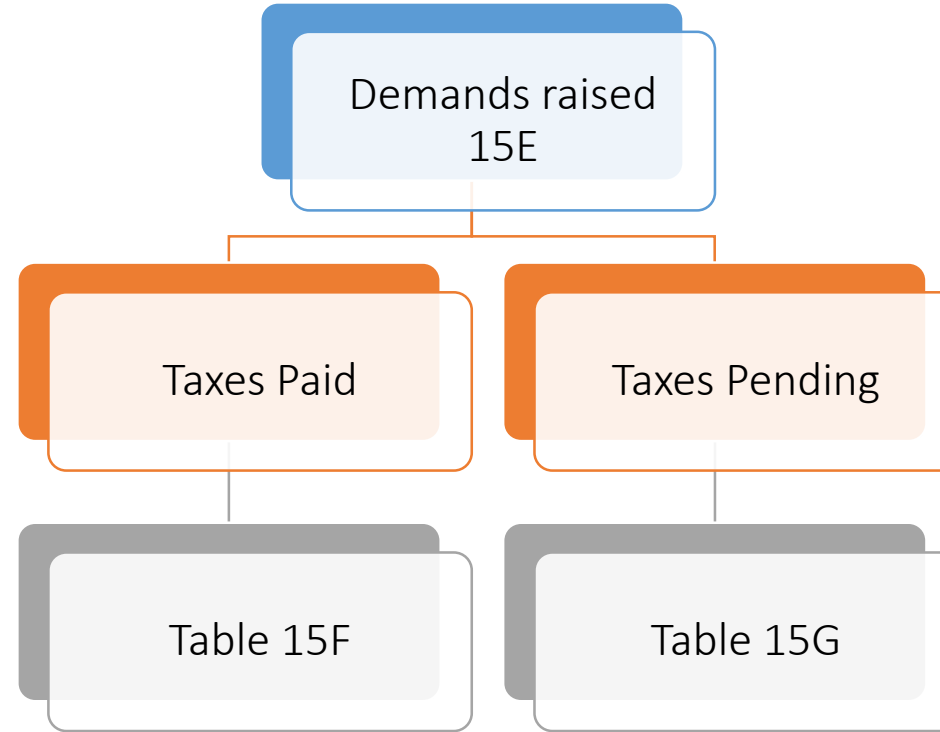 Demands raised
15E
Taxes Paid
Taxes Pending
Table 15F
Table 15G